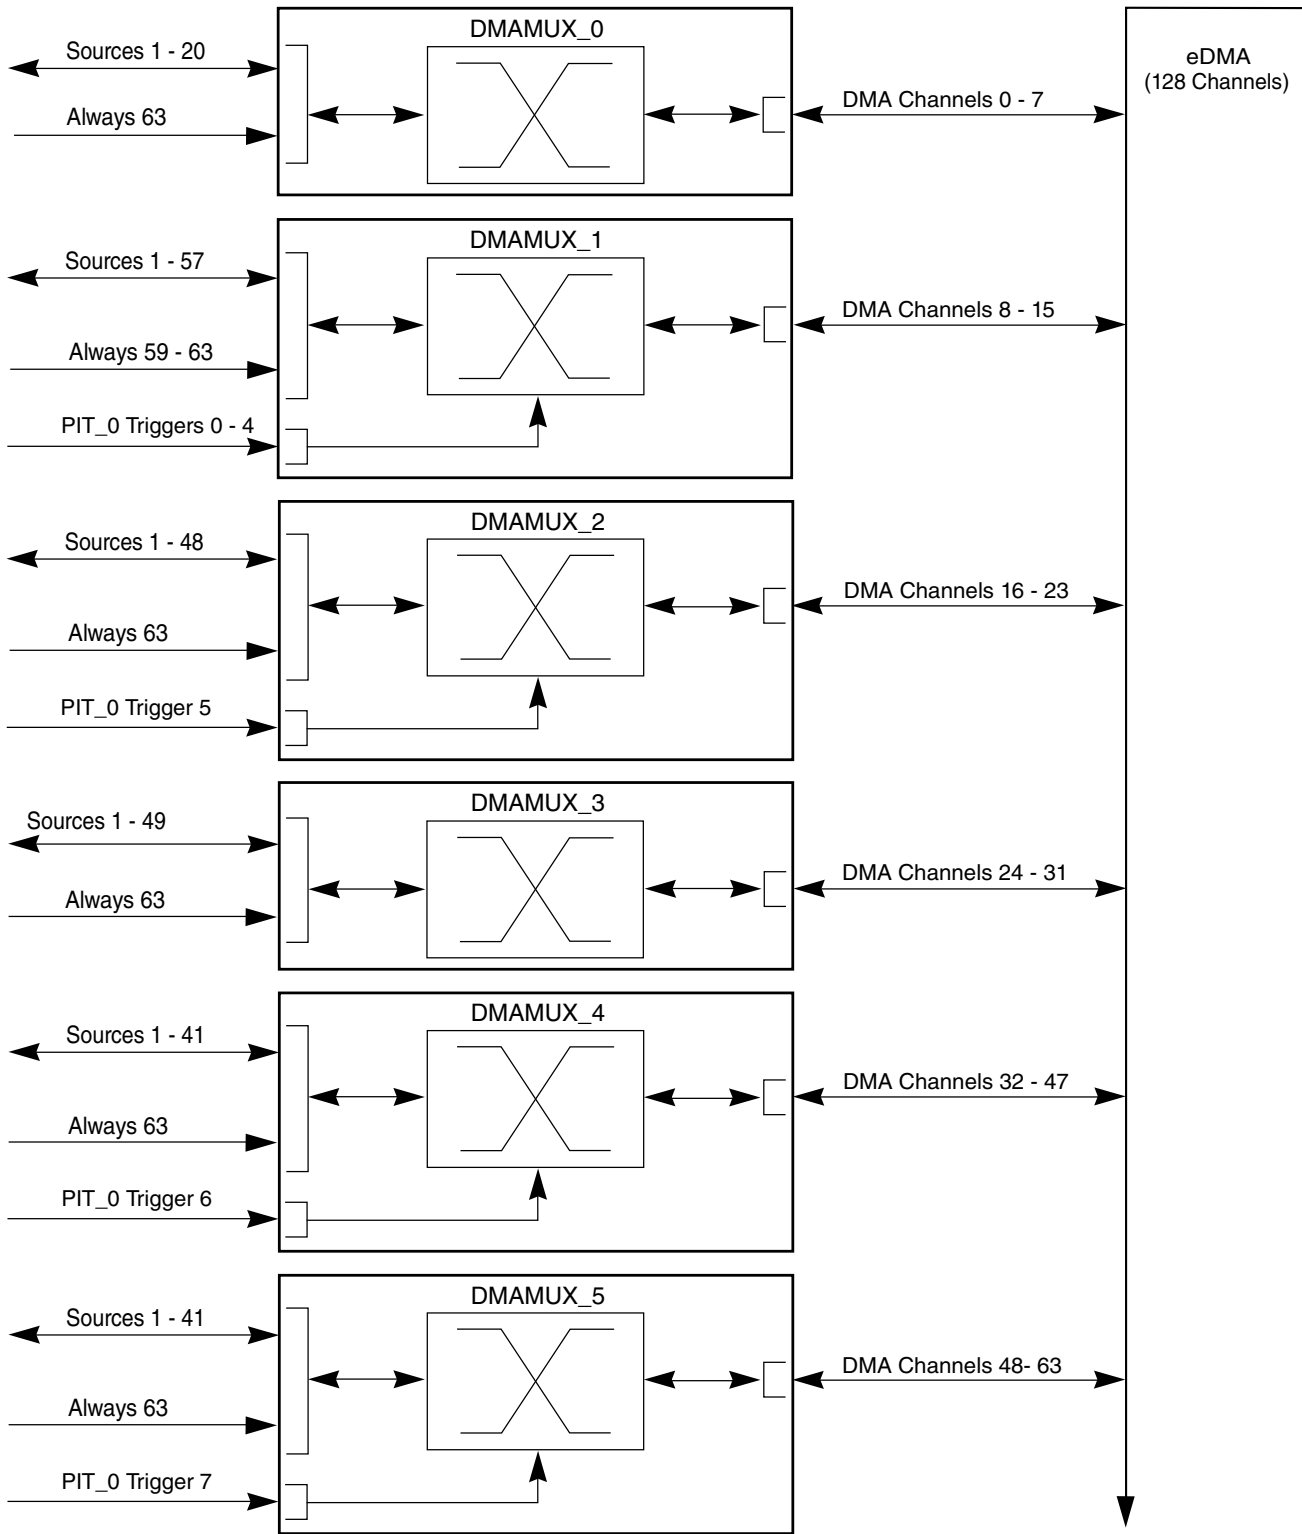 DMAMUX_0
Sources 1 - 20
Always 63
DMA Channels 0 - 7
eDMA
(128 Channels)
DMAMUX_1
Sources 1 - 57
Always 59 - 63
PIT_0 Triggers 0 - 4
DMA Channels 8 - 15
DMAMUX_2
Sources 1 - 48
Always 63
PIT_0 Trigger 5
DMA Channels 16 - 23
DMAMUX_3
Sources 1 - 49
Always 63
DMA Channels 24 - 31
DMAMUX_4
Sources 1 - 41
Always 63
PIT_0 Trigger 6
DMA Channels 32 - 47
DMAMUX_5
Sources 1 - 41
Always 63
PIT_0 Trigger 7
DMA Channels 48- 63